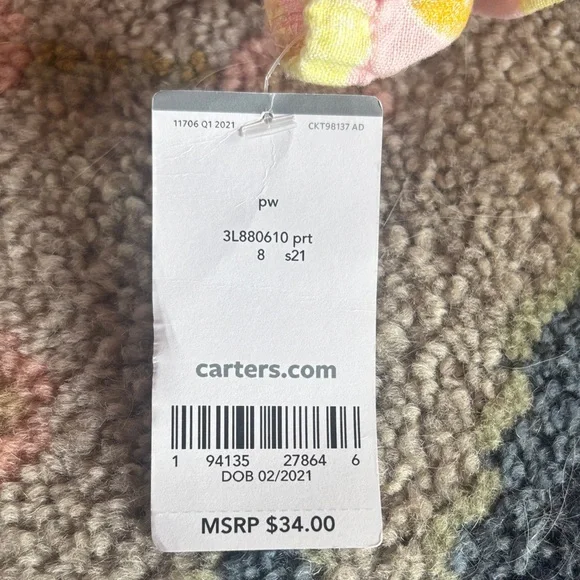 11706 Q1 2021 CKT98137 AD
pw
3L880610 prt
8 s21
carters.com
1 94135 27864 6
DOB 02/2021
MSRP $34.00